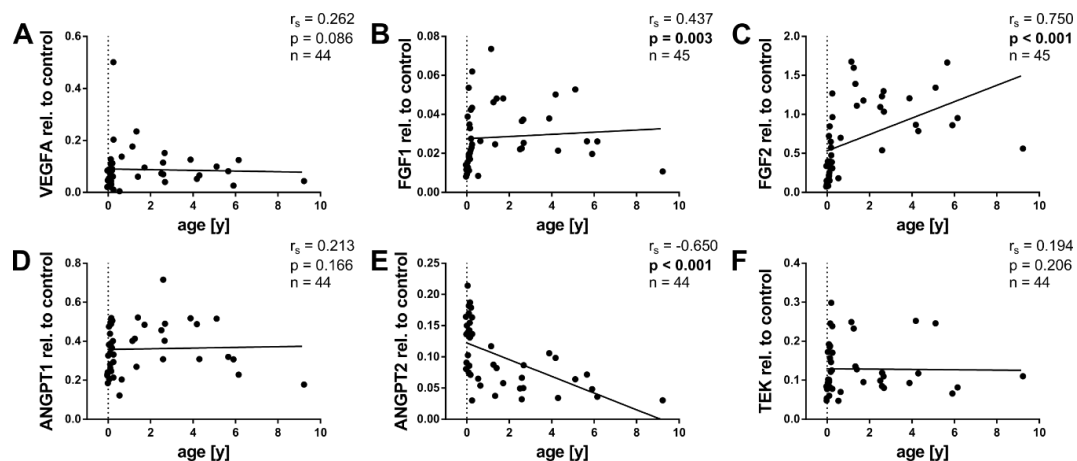 A
r_s = 0.262
p = 0.086
n = 44
VEGFA rel. to control
0.6
0.4
0.2
0.0
0 2 4 6 8 10
age [y]
B
r_s = 0.437
p = 0.003
n = 45
FGF1 rel. to control
0.08
0.06
0.04
0.02
0.00
0 2 4 6 8 10
age [y]
C
r_s = 0.750
p < 0.001
n = 45
FGF2 rel. to control
2.0
1.5
1.0
0.5
0.0
0 2 4 6 8 10
age [y]
D
r_s = 0.213
p = 0.166
n = 44
ANGPT1 rel. to control
0.8
0.6
0.4
0.2
0.0
0 2 4 6 8 10
age [y]
E
r_s = -0.650
p < 0.001
n = 44
ANGPT2 rel. to control
0.25
0.20
0.15
0.10
0.05
0.00
0 2 4 6 8 10
age [y]
F
r_s = 0.194
p = 0.206
n = 44
TEK rel. to control
0.4
0.3
0.2
0.1
0.0
0 2 4 6 8 10
age [y]